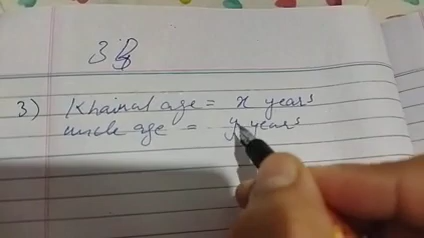 3B
3) Khairul age = x years
uncle age = y years